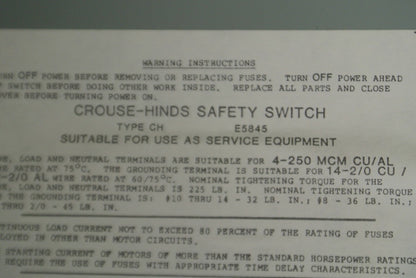 WARNING INSTRUCTIONS
TURN OFF POWER BEFORE REMOVING OR REPLACING FUSES. TURN OFF POWER AHEAD
OF SWITCH BEFORE DOING OTHER WORK INSIDE. REPLACE ALL PARTS AND CLOSE
COVER BEFORE TURNING POWER ON.
CROUSE-HINDS SAFETY SWITCH
TYPE CH E5845
SUITABLE FOR USE AS SERVICE EQUIPMENT
LOAD AND NEUTRAL TERMINALS ARE SUITABLE FOR 4-250 MCM CU/AL
WIRE RATED AT 75°C. THE GROUNDING TERMINAL IS SUITABLE FOR 14-2/0 CU /
-2/0 AL WIRE RATED AT 60/75°C. NOMINAL TIGHTENING TORQUE FOR THE
LOAD AND NEUTRAL TERMINALS IS 225 LB. IN. NOMINAL TIGHTENING TORQUE
THE GROUNDING TERMINAL IS: #10 THRU 14 - 32 LB. IN.; #8 - 36 LB. IN.;
THRU 2/0 - 45 LB. IN.
CONTINUOUS LOAD CURRENT NOT TO EXCEED 80 PERCENT OF THE RATING OF FUSES
EMPLOYED IN OTHER THAN MOTOR CIRCUITS.
STARTING CURRENT OF MOTORS OF MORE THAN THE STANDARD HORSEPOWER RATING
REQUIRE THE USE OF FUSES WITH APPROPRIATE TIME DELAY CHARACTERISTICS.